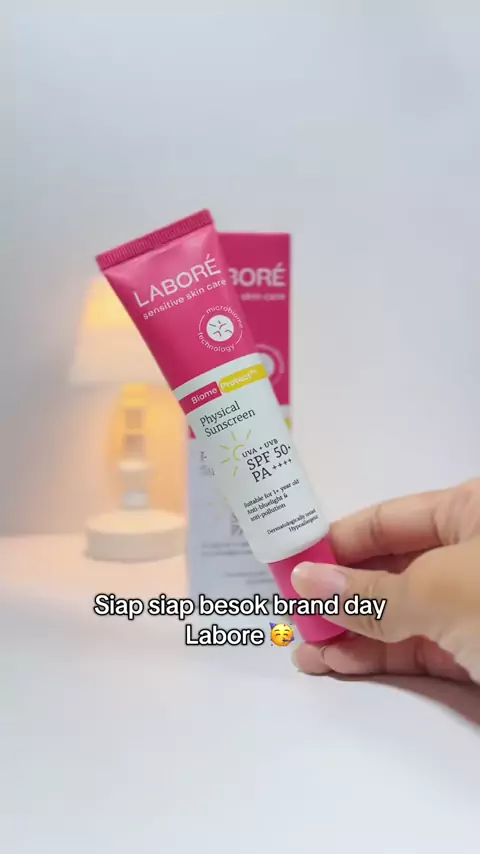 LABORÉ
sensitive skin care
microbiome
technology
Biome Protect
Physical
Sunscreen
UVA + UVB
SPF 50+
PA ++++
Suitable for 1+ year old
Anti-bluelight &
anti-pollution
Dermatologically tested
Hypoallergenic
BORÉ
skin care
Siap siap besok brand day
Labore 🥳